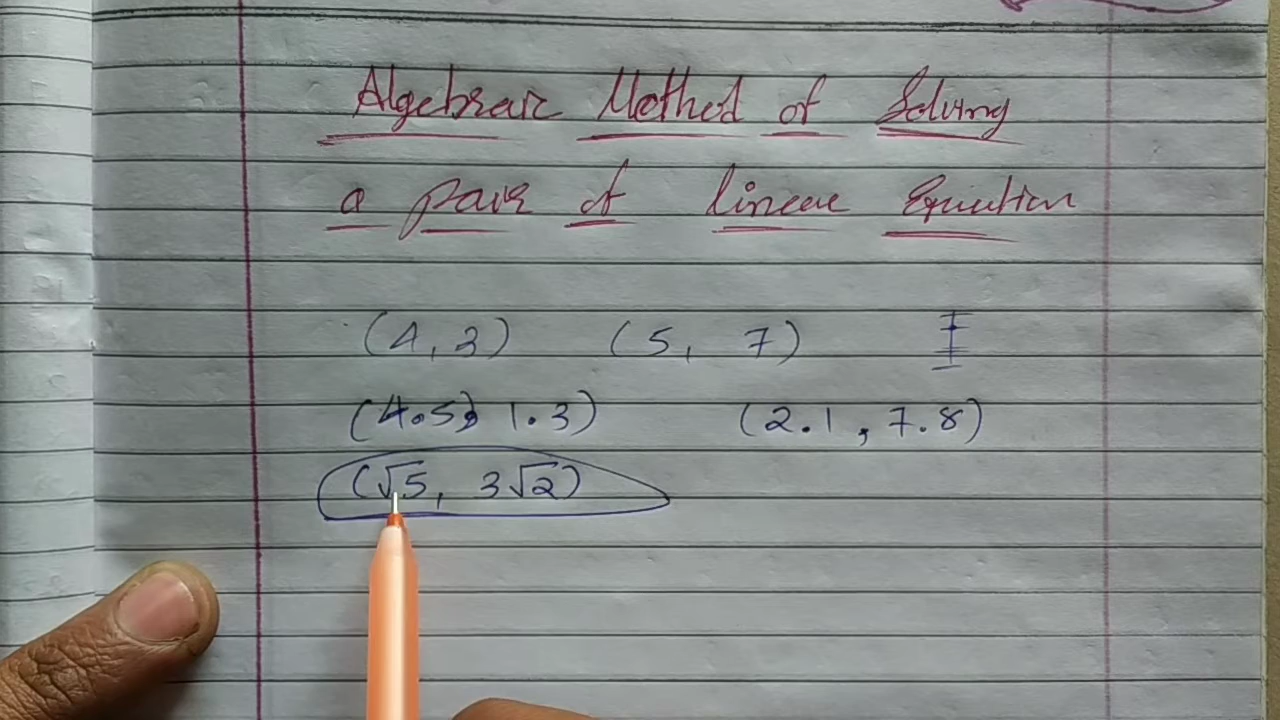 Algebraic Method of Solving
a pair of linear Equation
(4, 3) (5, 7) I
(4.5, 1.3) (2.1, 7.8)
(√5, 3√2)